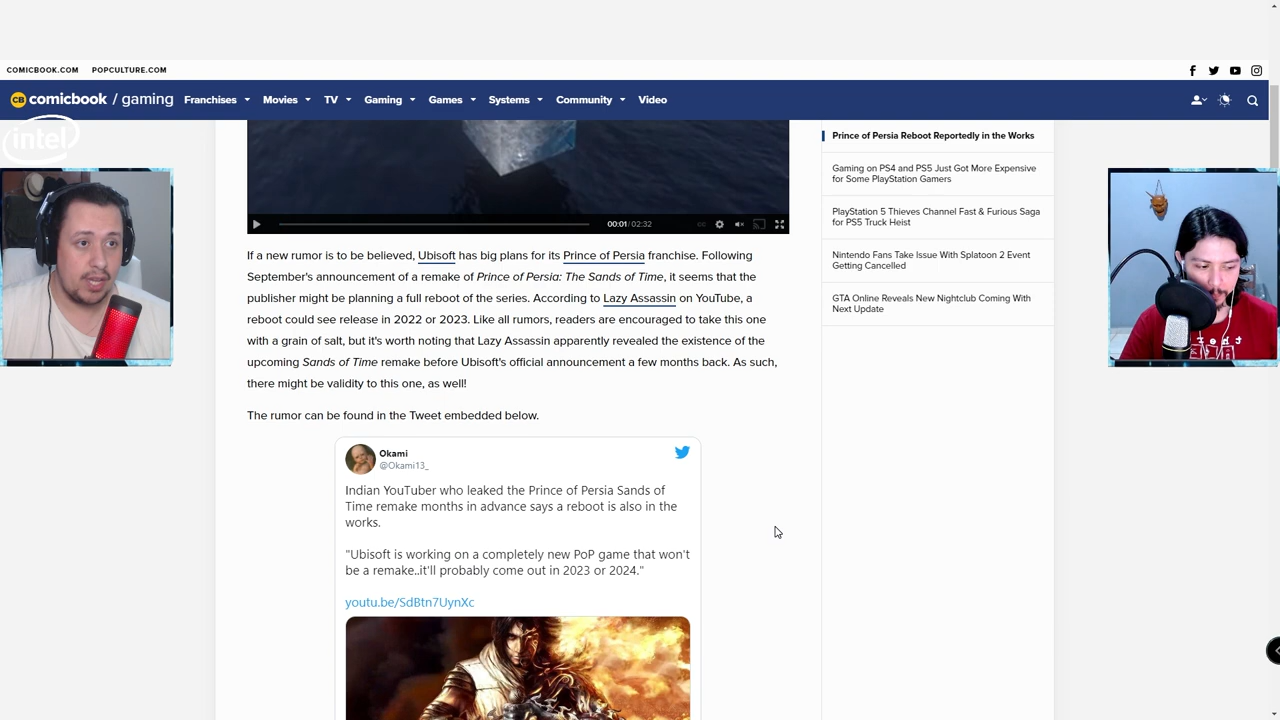 COMICBOOK.COM POPCULTURE.COM
CB comicbook / gaming Franchises Movies TV Gaming Games Systems Community Video
intel
Prince of Persia Reboot Reportedly in the Works
Gaming on PS4 and PS5 Just Got More Expensive
for Some PlayStation Gamers
PlayStation 5 Thieves Channel Fast & Furious Saga
for PS5 Truck Heist
Nintendo Fans Take Issue With Splatoon 2 Event
Getting Cancelled
GTA Online Reveals New Nightclub Coming With
Next Update
00:01 / 02:32
If a new rumor is to be believed, Ubisoft has big plans for its Prince of Persia franchise. Following
September's announcement of a remake of Prince of Persia: The Sands of Time, it seems that the
publisher might be planning a full reboot of the series. According to Lazy Assassin on YouTube, a
reboot could see release in 2022 or 2023. Like all rumors, readers are encouraged to take this one
with a grain of salt, but it's worth noting that Lazy Assassin apparently revealed the existence of the
upcoming Sands of Time remake before Ubisoft's official announcement a few months back. As such,
there might be validity to this one, as well!
The rumor can be found in the Tweet embedded below.
Okami
@Okami13_
Indian YouTuber who leaked the Prince of Persia Sands of
Time remake months in advance says a reboot is also in the
works.
"Ubisoft is working on a completely new PoP game that won't
be a remake..it'll probably come out in 2023 or 2024."
youtu.be/SdBtn7UynXc